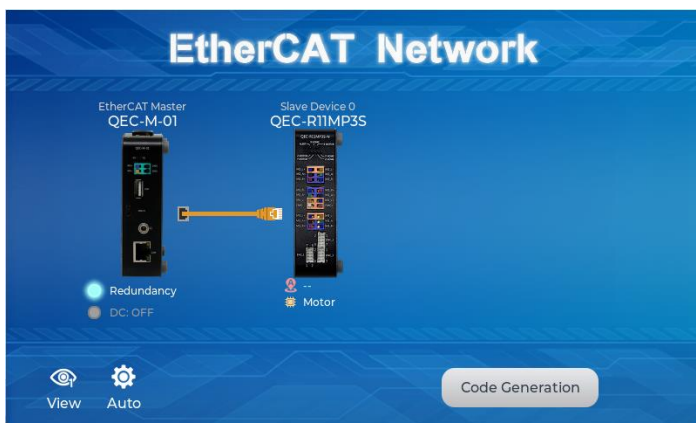 EtherCAT Network
EtherCAT Master
QEC-M-01
Slave Device 0
QEC-R11MP3S
Redundancy
DC: OFF
--
Motor
View
Auto
Code Generation